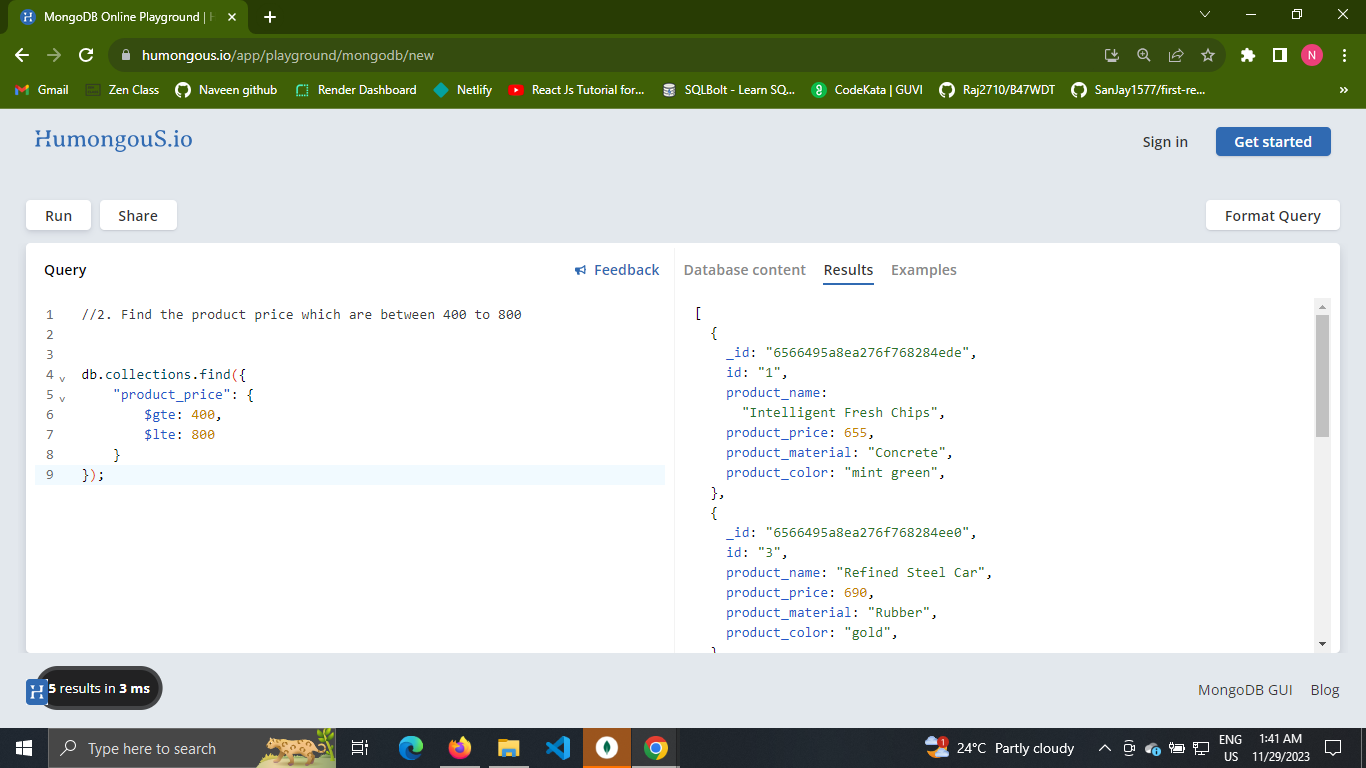 MongoDB Online Playground |
humongous.io/app/playground/mongodb/new
N
Gmail
Zen Class
Naveen github
Render Dashboard
Netlify
React Js Tutorial for...
SQLBolt - Learn SQ...
CodeKata | GUVI
Raj2710/B47WDT
SanJay1577/first-re...
»
HumongouS.io
Sign in
Get started
Run
Share
Format Query
Query
Feedback
Database content
Results
Examples
1 //2. Find the product price which are between 400 to 800
2
3
4 db.collections.find({
5 "product_price": {
6 $gte: 400,
7 $lte: 800
8 }
9 });
[
{
_id: "6566495a8ea276f768284ede",
id: "1",
product_name:
"Intelligent Fresh Chips",
product_price: 655,
product_material: "Concrete",
product_color: "mint green",
},
{
_id: "6566495a8ea276f768284ee0",
id: "3",
product_name: "Refined Steel Car",
product_price: 690,
product_material: "Rubber",
product_color: "gold",
}
H
5 results in 3 ms
MongoDB GUI
Blog
Type here to search
1
24°C Partly cloudy
ENG
US
1:41 AM
11/29/2023